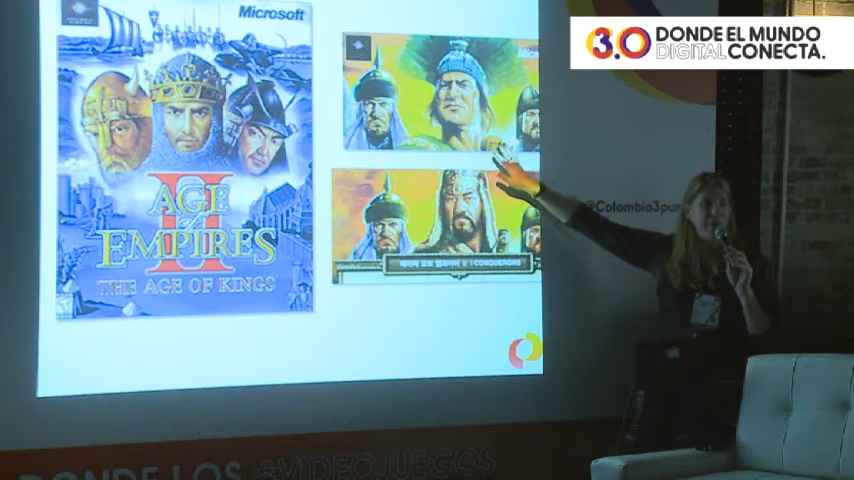 Microsoft
II
AGE
of
EMPIRES
THE AGE OF KINGS
II : CONQUERORS
3.0 DONDE EL MUNDO
DIGITAL CONECTA.
@Colombia3pun
DONDE LOS #VIDEOJUEGOS